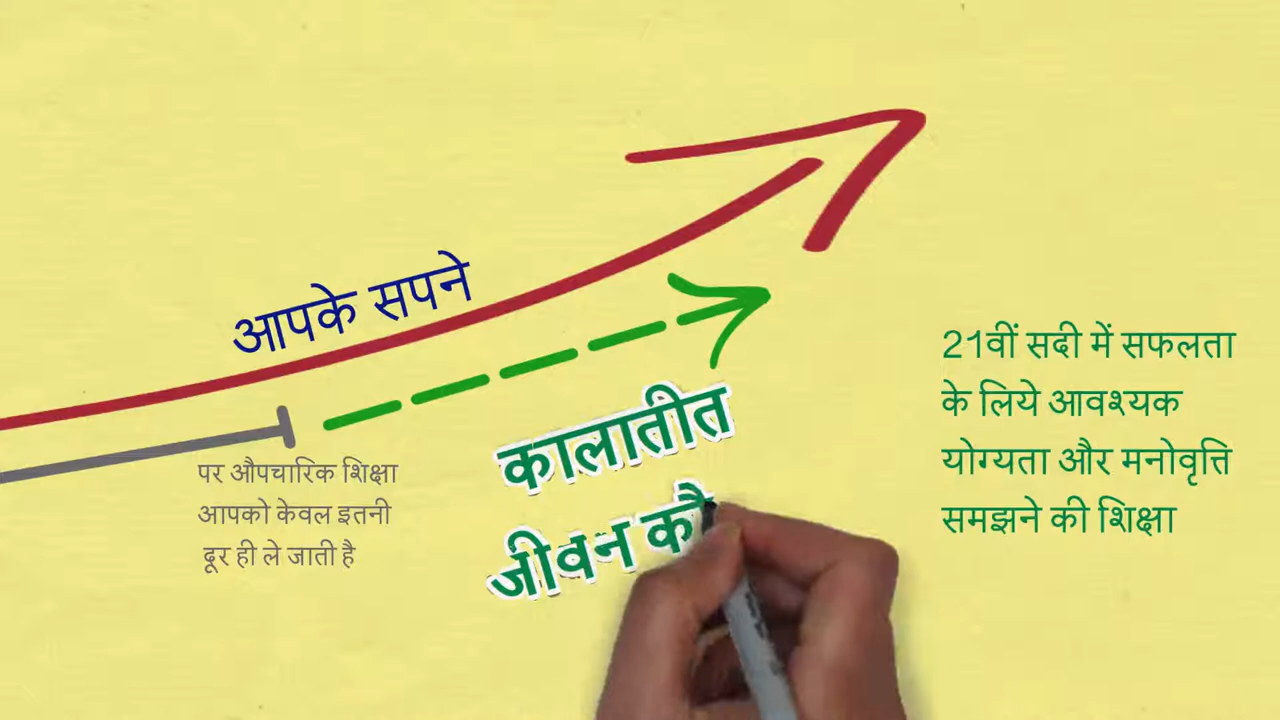 आपके सपने
पर औपचारिक शिक्षा
आपको केवल इतनी
दूर ही ले जाती है
कालातीत
जीवन
21वीं सदी में सफलता
के लिये आवश्यक
योग्यता और मनोवृत्ति
समझने की शिक्षा